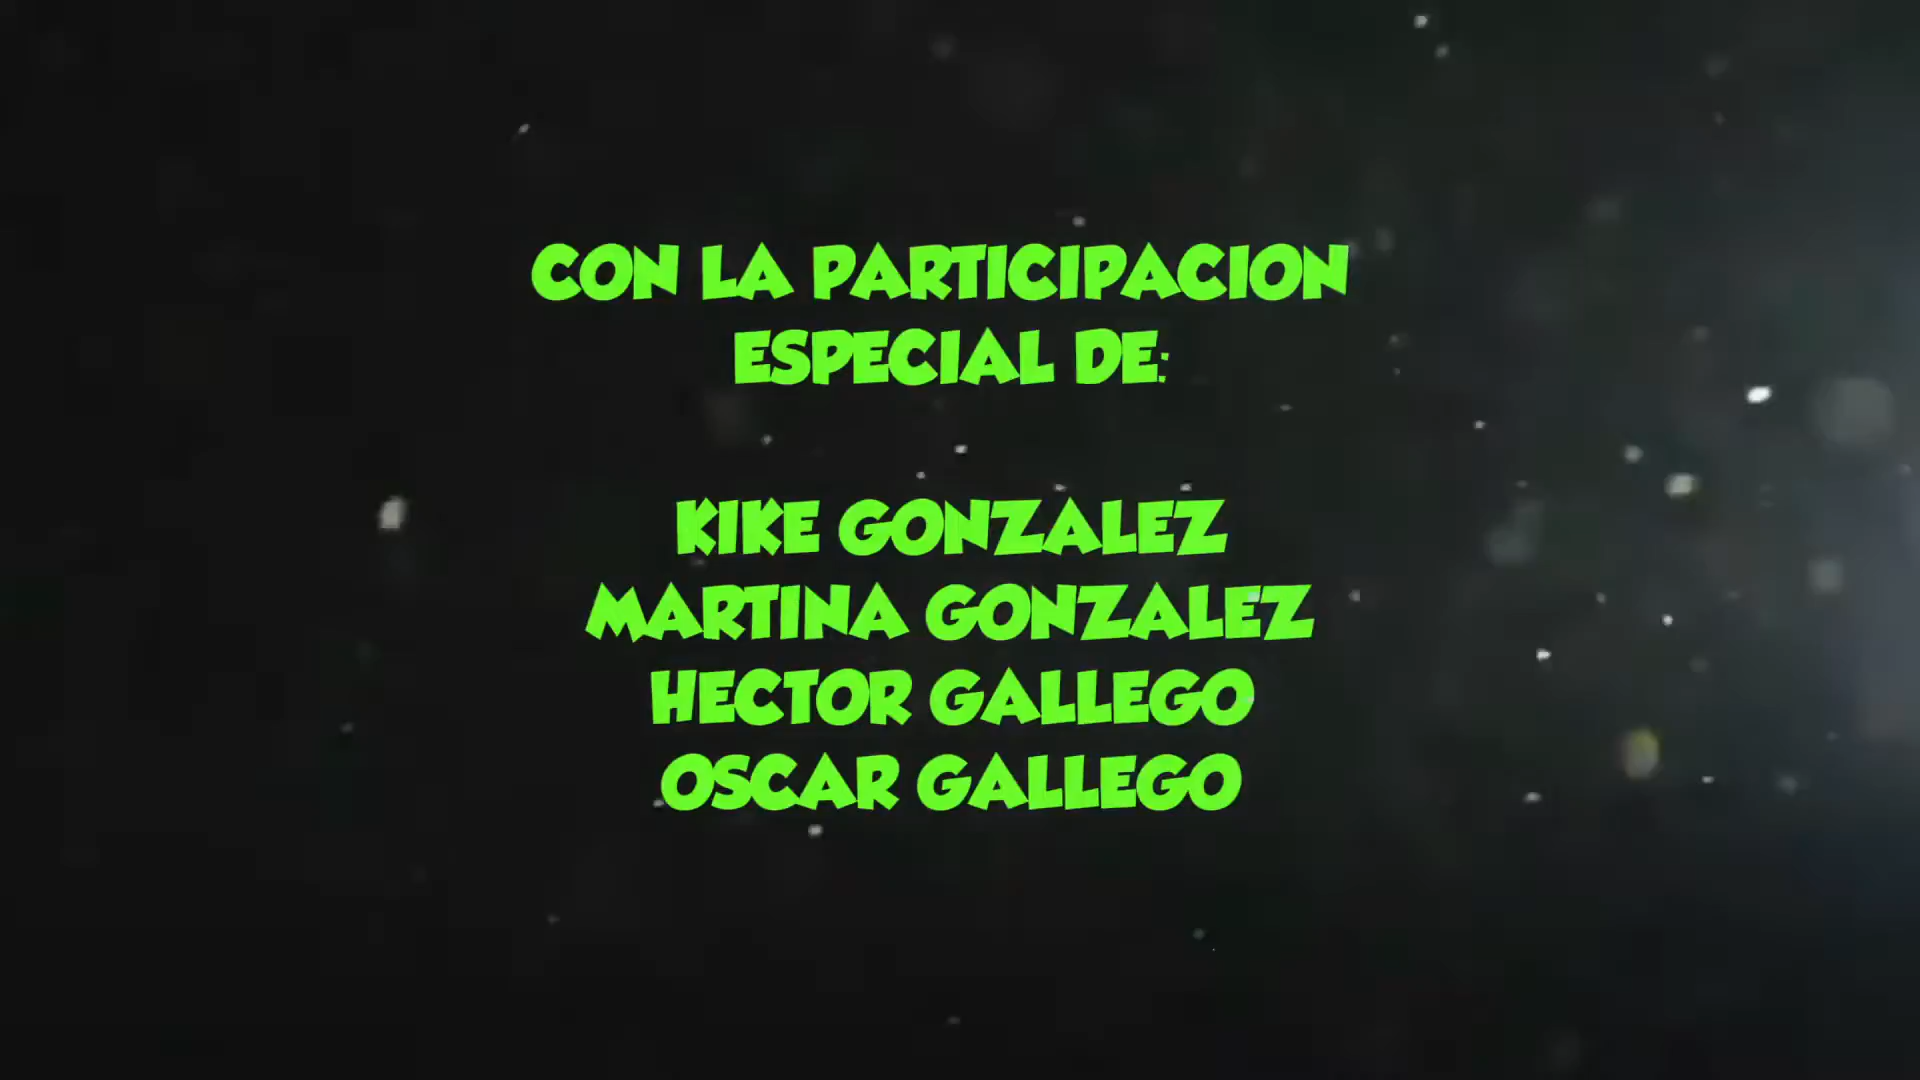 CON LA PARTICIPACION
ESPECIAL DE:
KIKE GONZALEZ
MARTINA GONZALEZ
HECTOR GALLEGO
OSCAR GALLEGO